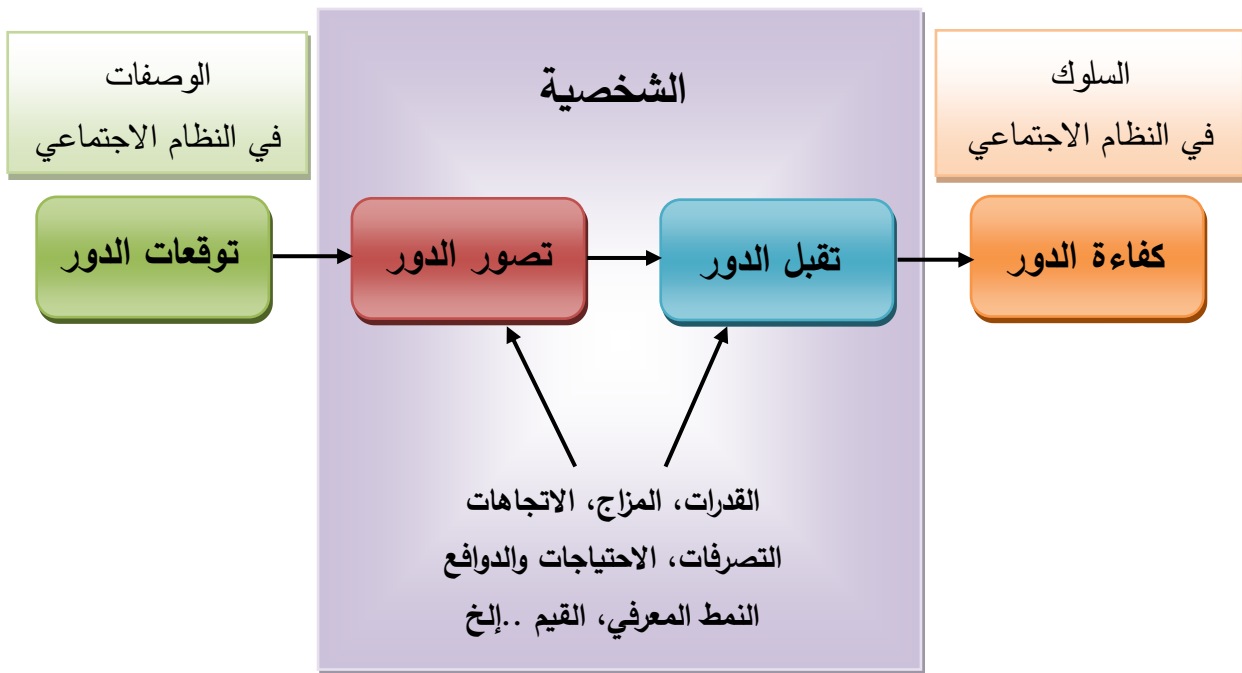 الوصفات
في النظام الاجتماعي
الشخصية
السلوك
في النظام الاجتماعي
توقعات الدور
تصور الدور
تقبل الدور
كفاءة الدور
القدرات، المزاج، الاتجاهات
التصرفات، الاحتياجات والدوافع
النمط المعرفي، القيم ..إلخ